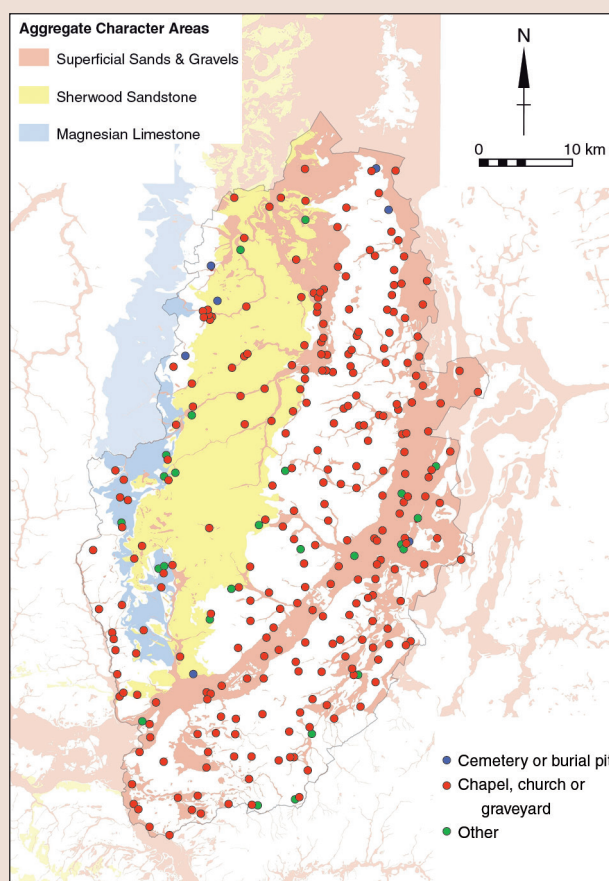 Aggregate Character Areas
Superficial Sands & Gravels
Sherwood Sandstone
Magnesian Limestone
N
0 10 km
Cemetery or burial pit
Chapel, church or
graveyard
Other